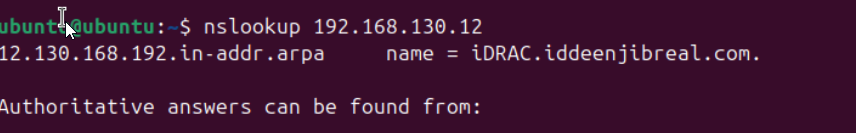 ubuntu@ubuntu:~$ nslookup 192.168.130.12
12.130.168.192.in-addr.arpa     name = iDRAC.iddeenjibreal.com.
Authoritative answers can be found from: